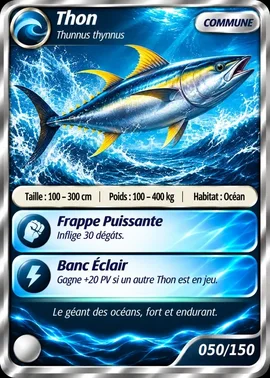 Thon
Thunnus thynnus
COMMUNE
Taille : 100 – 300 cm | Poids : 100 – 400 kg | Habitat : Océan
Frappe Puissante
Inflige 30 dégâts.
Banc Éclair
Gagne +20 PV si un autre Thon est en jeu.
Le géant des océans, fort et endurant.
050/150